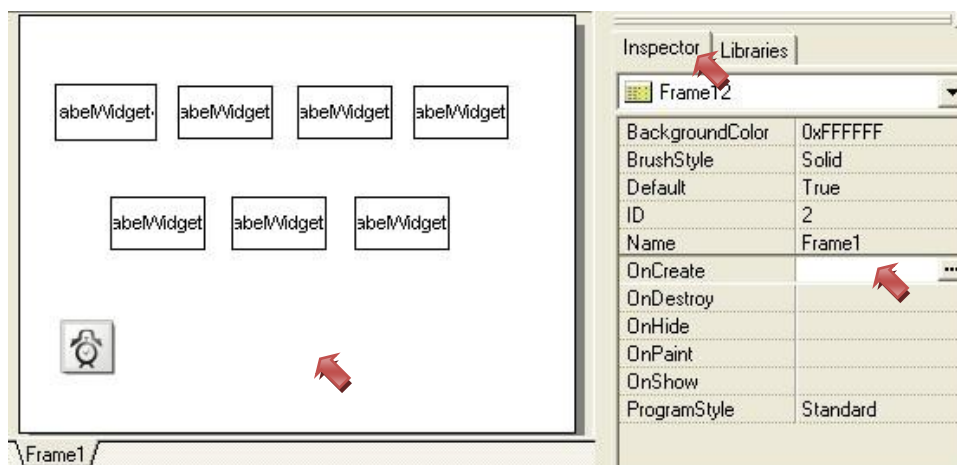 abelWidget abelWidget abelWidget abelWidget
abelWidget abelWidget abelWidget
Frame1
Inspector Libraries
Frame12
BackgroundColor 0xFFFFFF
BrushStyle Solid
Default True
ID 2
Name Frame1
OnCreate ...
OnDestroy
OnHide
OnPaint
OnShow
ProgramStyle Standard